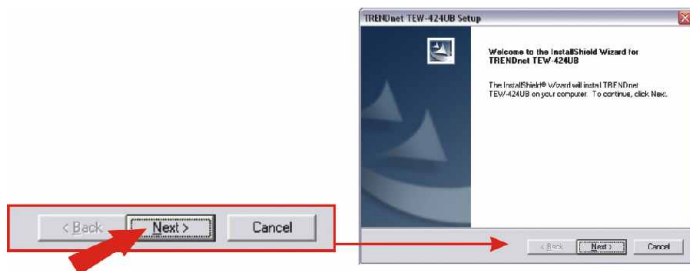 TRENDnet TEW-424UB Setup
Welcome to the InstallShield Wizard for
TRENDnet TEW-424UB
The InstallShield® Wizard will install TRENDnet
TEW-424UB on your computer. To continue, click Next.
< Back
Next >
Cancel
< Back
Next >
Cancel